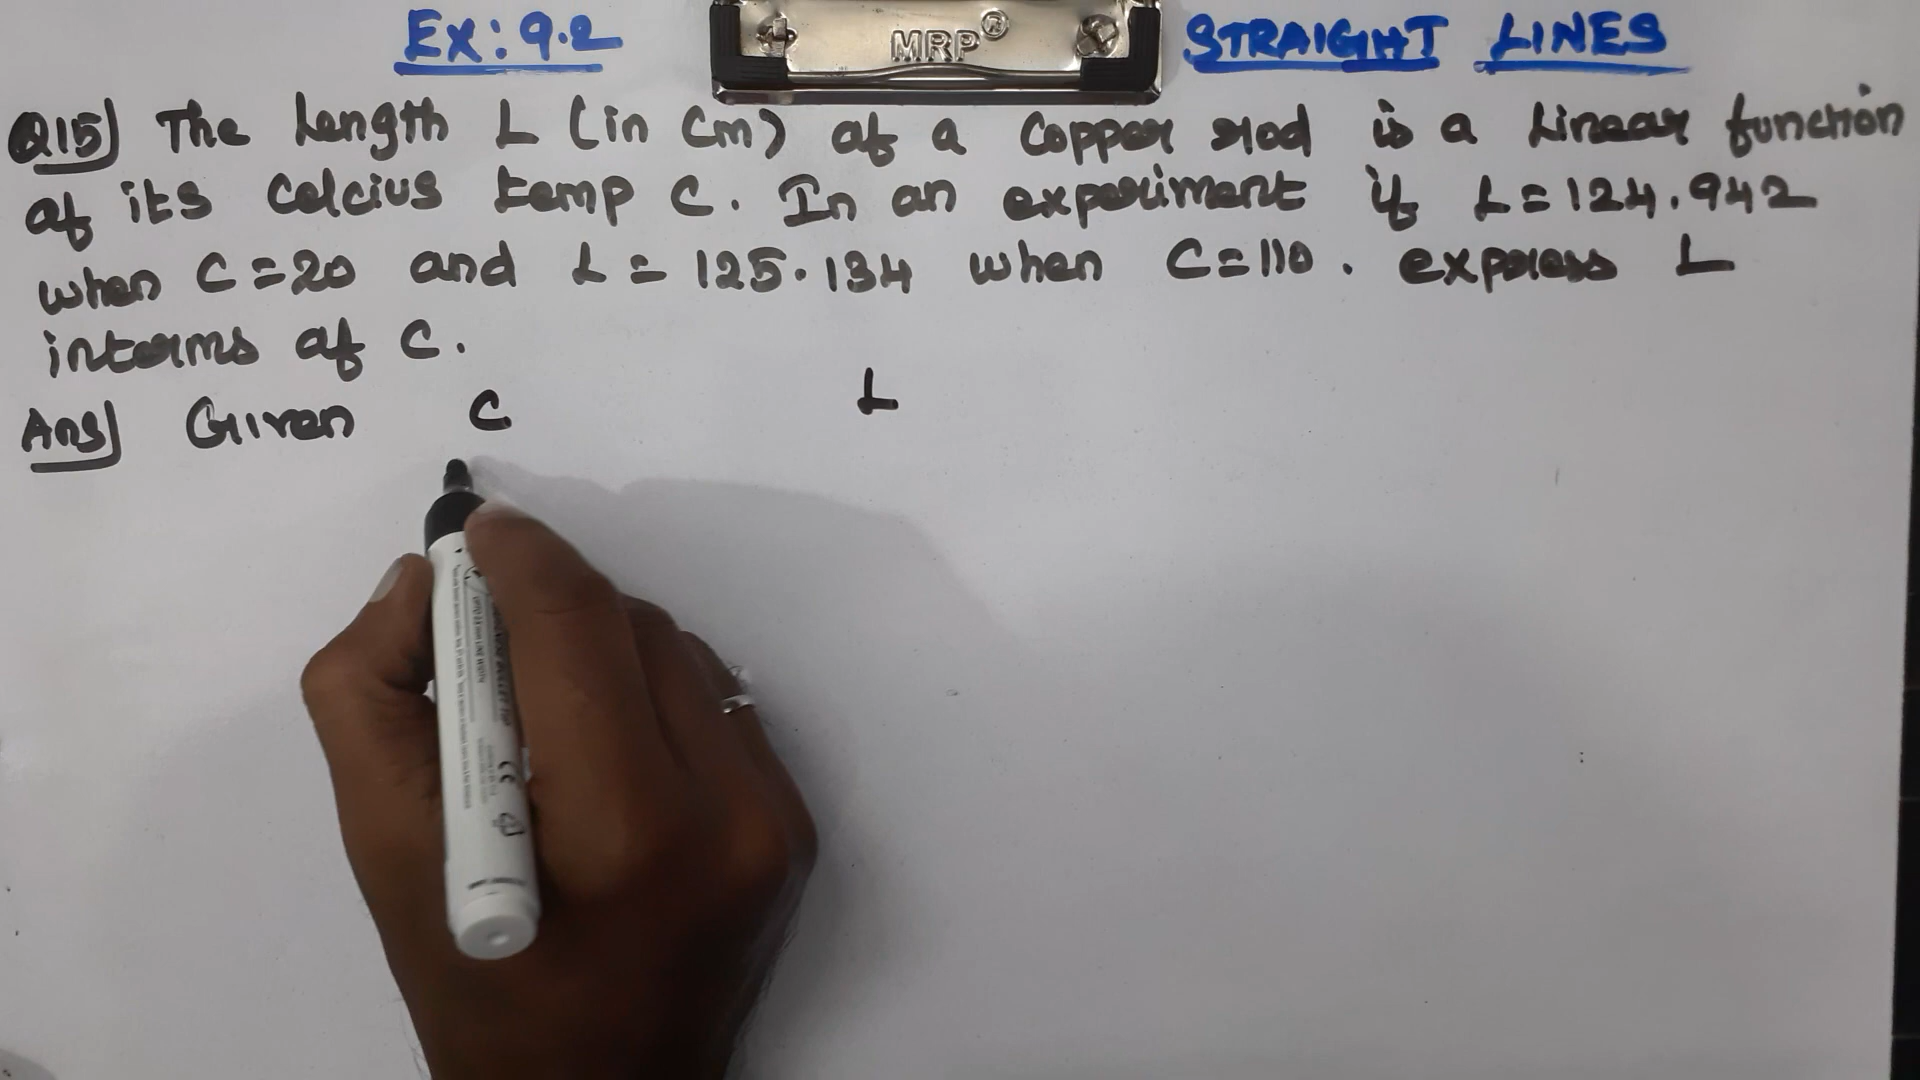 Ex: 9.2
MRP®
STRAIGHT LINES
Q15) The Length L (in Cm) of a Copper rod is a Linear function
of its Celcius temp C. In an experiment if L = 124.942
when C = 20 and L = 125.134 when C = 110. express L
interms of C.
Ans) Given C L
CE